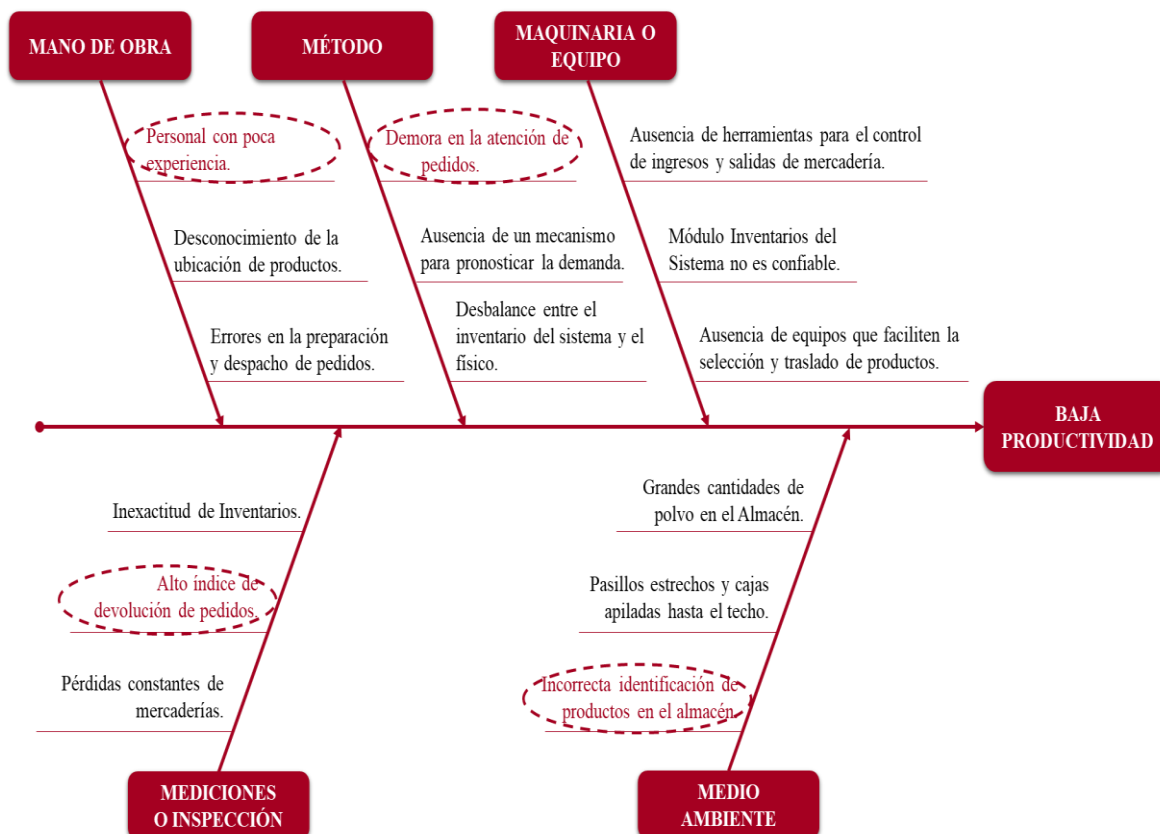 MANO DE OBRA
MÉTODO
MAQUINARIA O
EQUIPO
Personal con poca
experiencia.
Desconocimiento de la
ubicación de productos.
Errores en la preparación
y despacho de pedidos.
Demora en la atención de
pedidos.
Ausencia de un mecanismo
para pronosticar la demanda.
Desbalance entre el
inventario del sistema y el
físico.
Ausencia de herramientas para el control
de ingresos y salidas de mercadería.
Módulo Inventarios del
Sistema no es confiable.
Ausencia de equipos que faciliten la
selección y traslado de productos.
BAJA
PRODUCTIVIDAD
Inexactitud de Inventarios.
Alto índice de
devolución de pedidos.
Pérdidas constantes de
mercaderías.
Grandes cantidades de
polvo en el Almacén.
Pasillos estrechos y cajas
apiladas hasta el techo.
Incorrecta identificación de
productos en el almacén.
MEDICIONES
O INSPECCIÓN
MEDIO
AMBIENTE